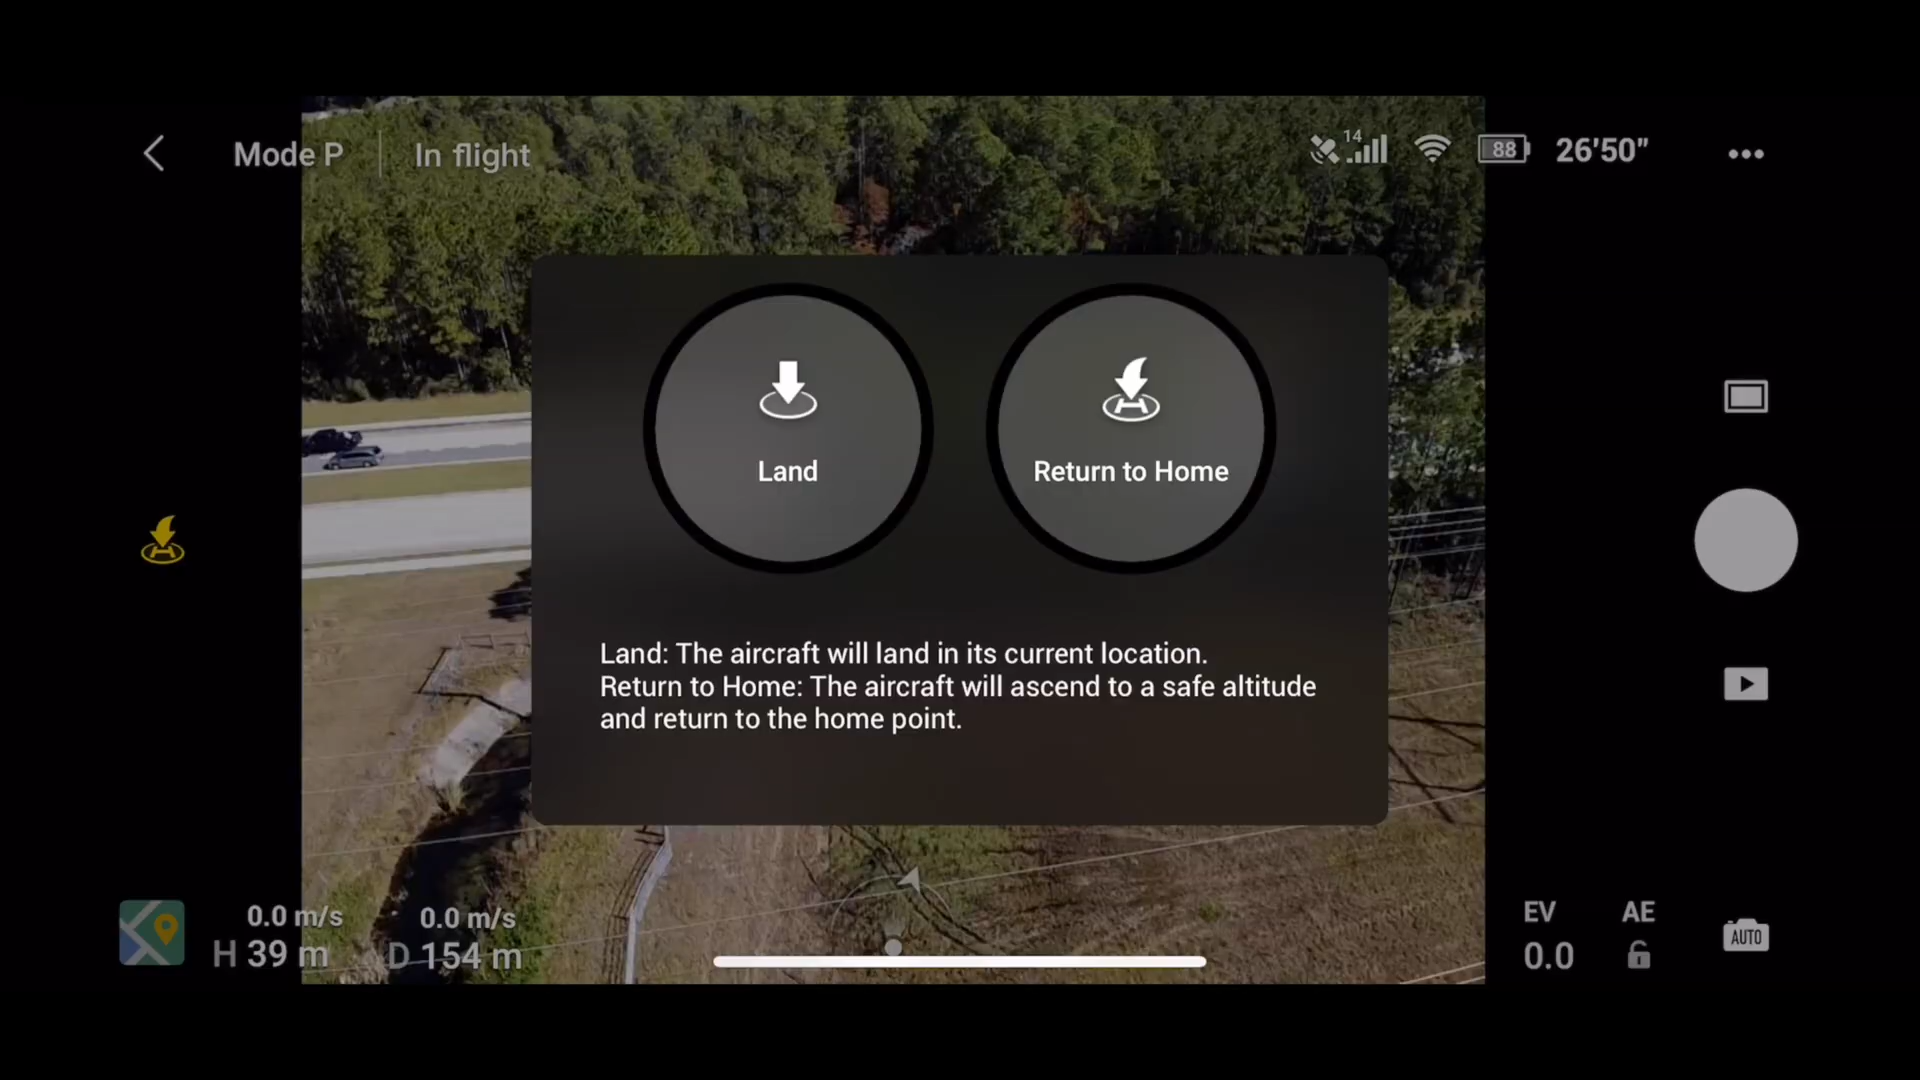 Mode P
In flight
14
88
26'50"
Land
Return to Home
Land: The aircraft will land in its current location.
Return to Home: The aircraft will ascend to a safe altitude
and return to the home point.
0.0 m/s
0.0 m/s
H 39 m
D 154 m
EV
AE
0.0
AUTO